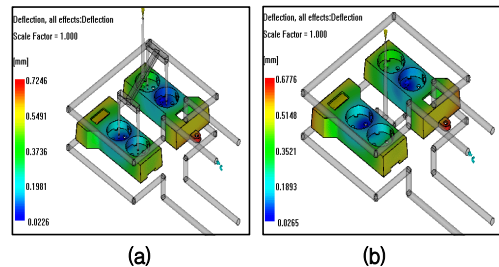 Deflection, all effects:Deflection
Scale Factor = 1.000
[mm]
0.7246
0.5491
0.3736
0.1981
0.0226
(a)
Deflection, all effects:Deflection
Scale Factor = 1.000
[mm]
0.6776
0.5148
0.3521
0.1893
0.0265
(b)